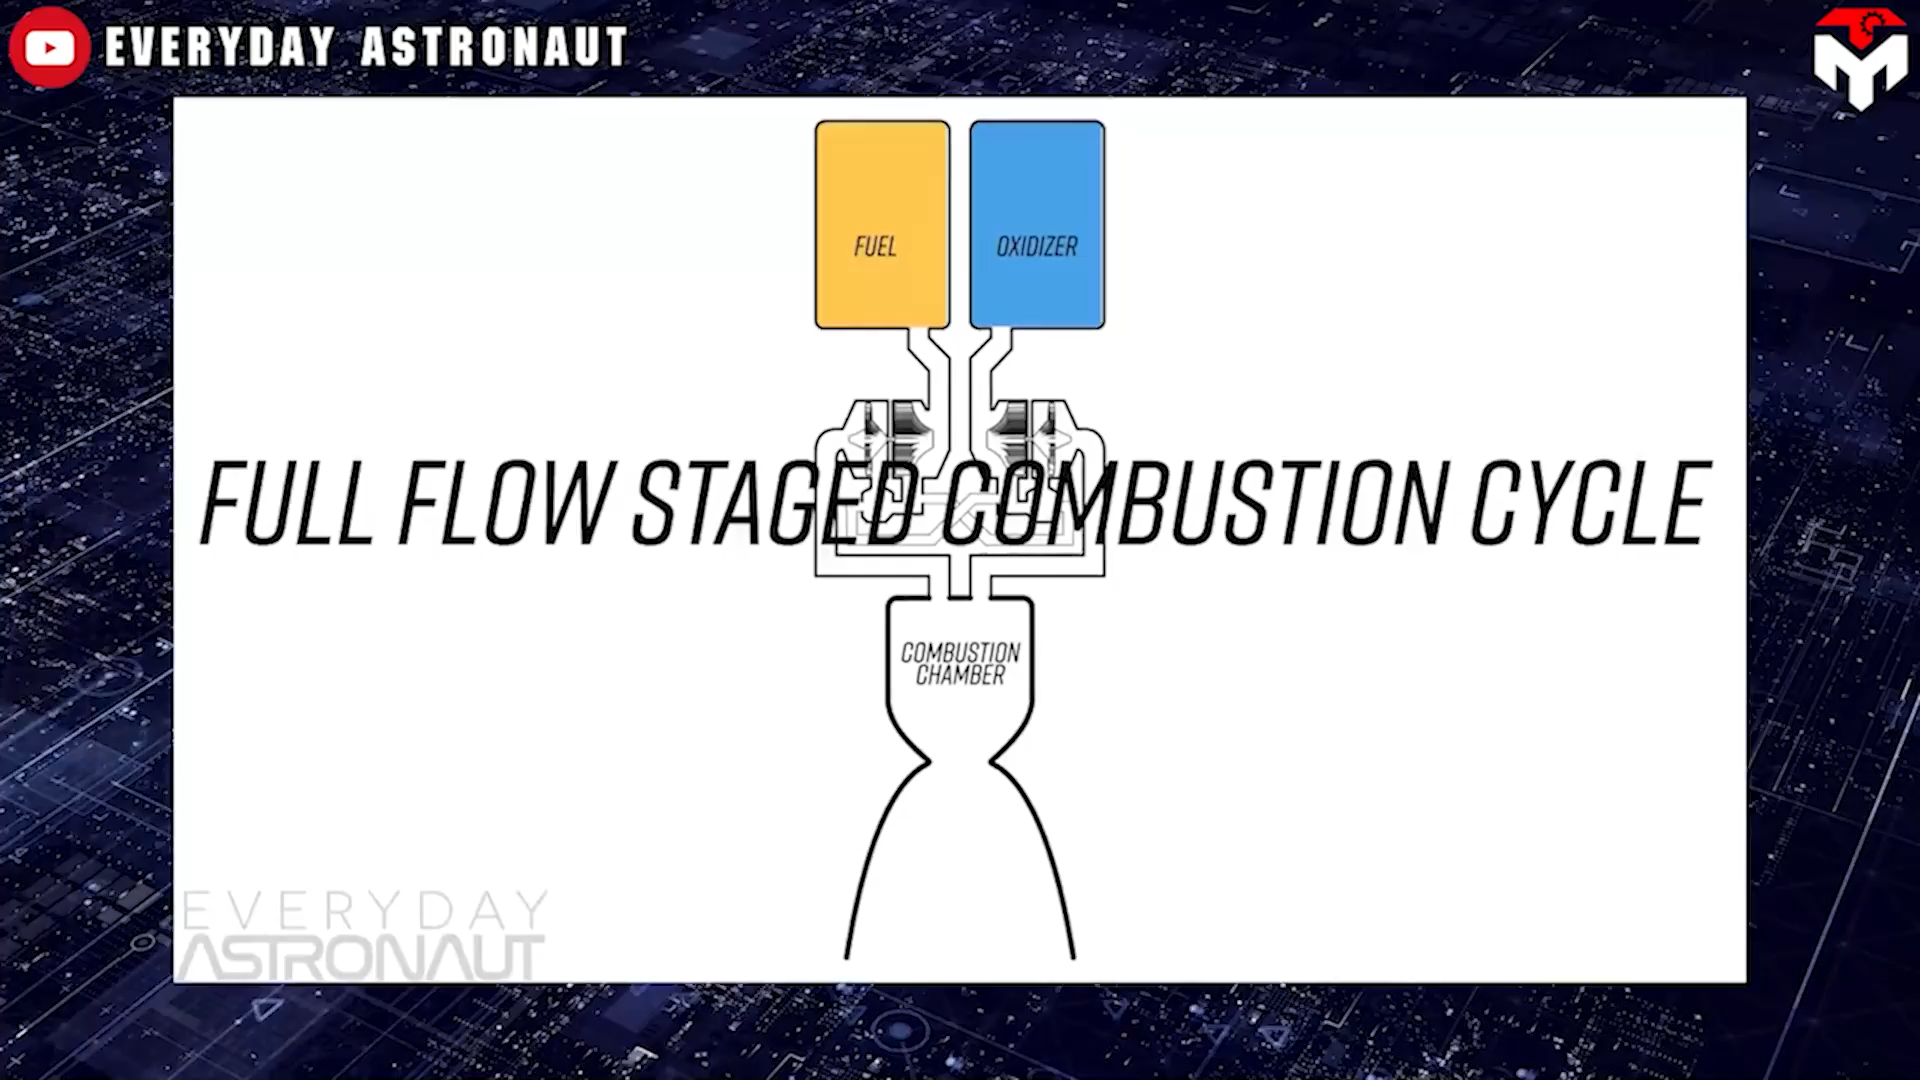 EVERYDAY ASTRONAUT
FUEL
OXIDIZER
FULL FLOW STAGED COMBUSTION CYCLE
COMBUSTION
CHAMBER
EVERYDAY
ASTRONAUT